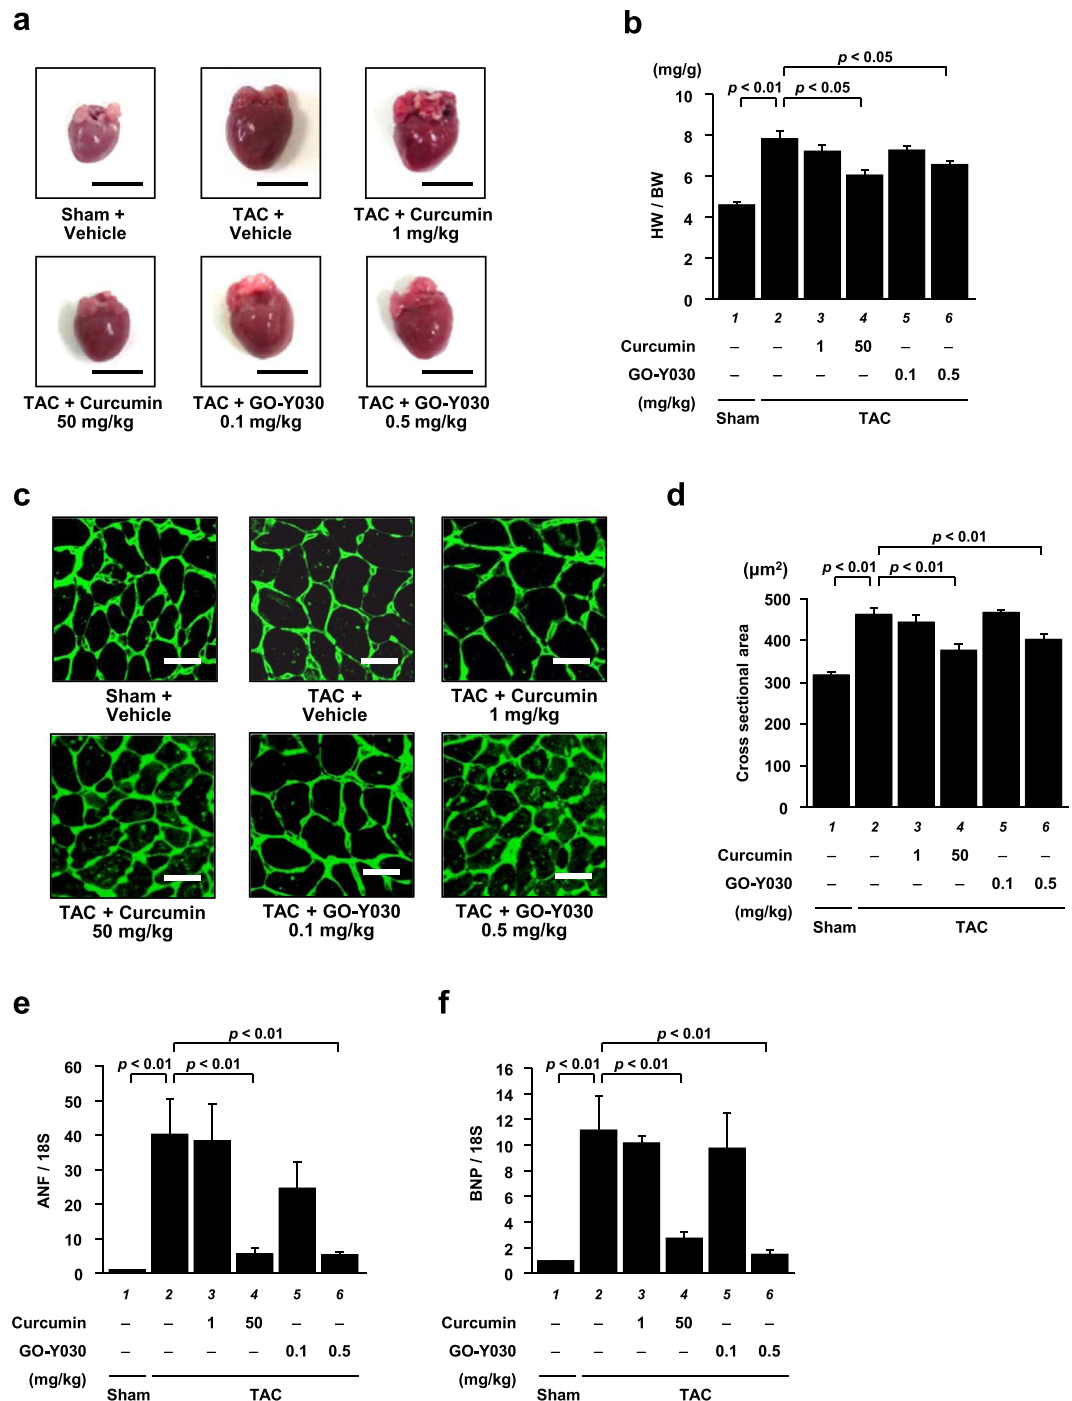 a
Sham +
Vehicle
TAC +
Vehicle
TAC + Curcumin
1 mg/kg
TAC + Curcumin
50 mg/kg
TAC + GO-Y030
0.1 mg/kg
TAC + GO-Y030
0.5 mg/kg
b
p < 0.05
(mg/g)
p < 0.01 p < 0.05
10
8
6
4
2
0
HW / BW
1 2 3 4 5 6
Curcumin – – 1 50 – –
GO-Y030 – – – – 0.1 0.5
(mg/kg)
Sham TAC
c
Sham +
Vehicle
TAC +
Vehicle
TAC + Curcumin
1 mg/kg
TAC + Curcumin
50 mg/kg
TAC + GO-Y030
0.1 mg/kg
TAC + GO-Y030
0.5 mg/kg
d
p < 0.01
(µm²)
p < 0.01 p < 0.01
500
400
300
200
100
0
Cross sectional area
1 2 3 4 5 6
Curcumin – – 1 50 – –
GO-Y030 – – – – 0.1 0.5
(mg/kg)
Sham TAC
e
p < 0.01
p < 0.01 p < 0.01
60
50
40
30
20
10
0
ANF / 18S
1 2 3 4 5 6
Curcumin – – 1 50 – –
GO-Y030 – – – – 0.1 0.5
(mg/kg)
Sham TAC
f
p < 0.01
p < 0.01 p < 0.01
16
14
12
10
8
6
4
2
0
BNP / 18S
1 2 3 4 5 6
Curcumin – – 1 50 – –
GO-Y030 – – – – 0.1 0.5
(mg/kg)
Sham TAC